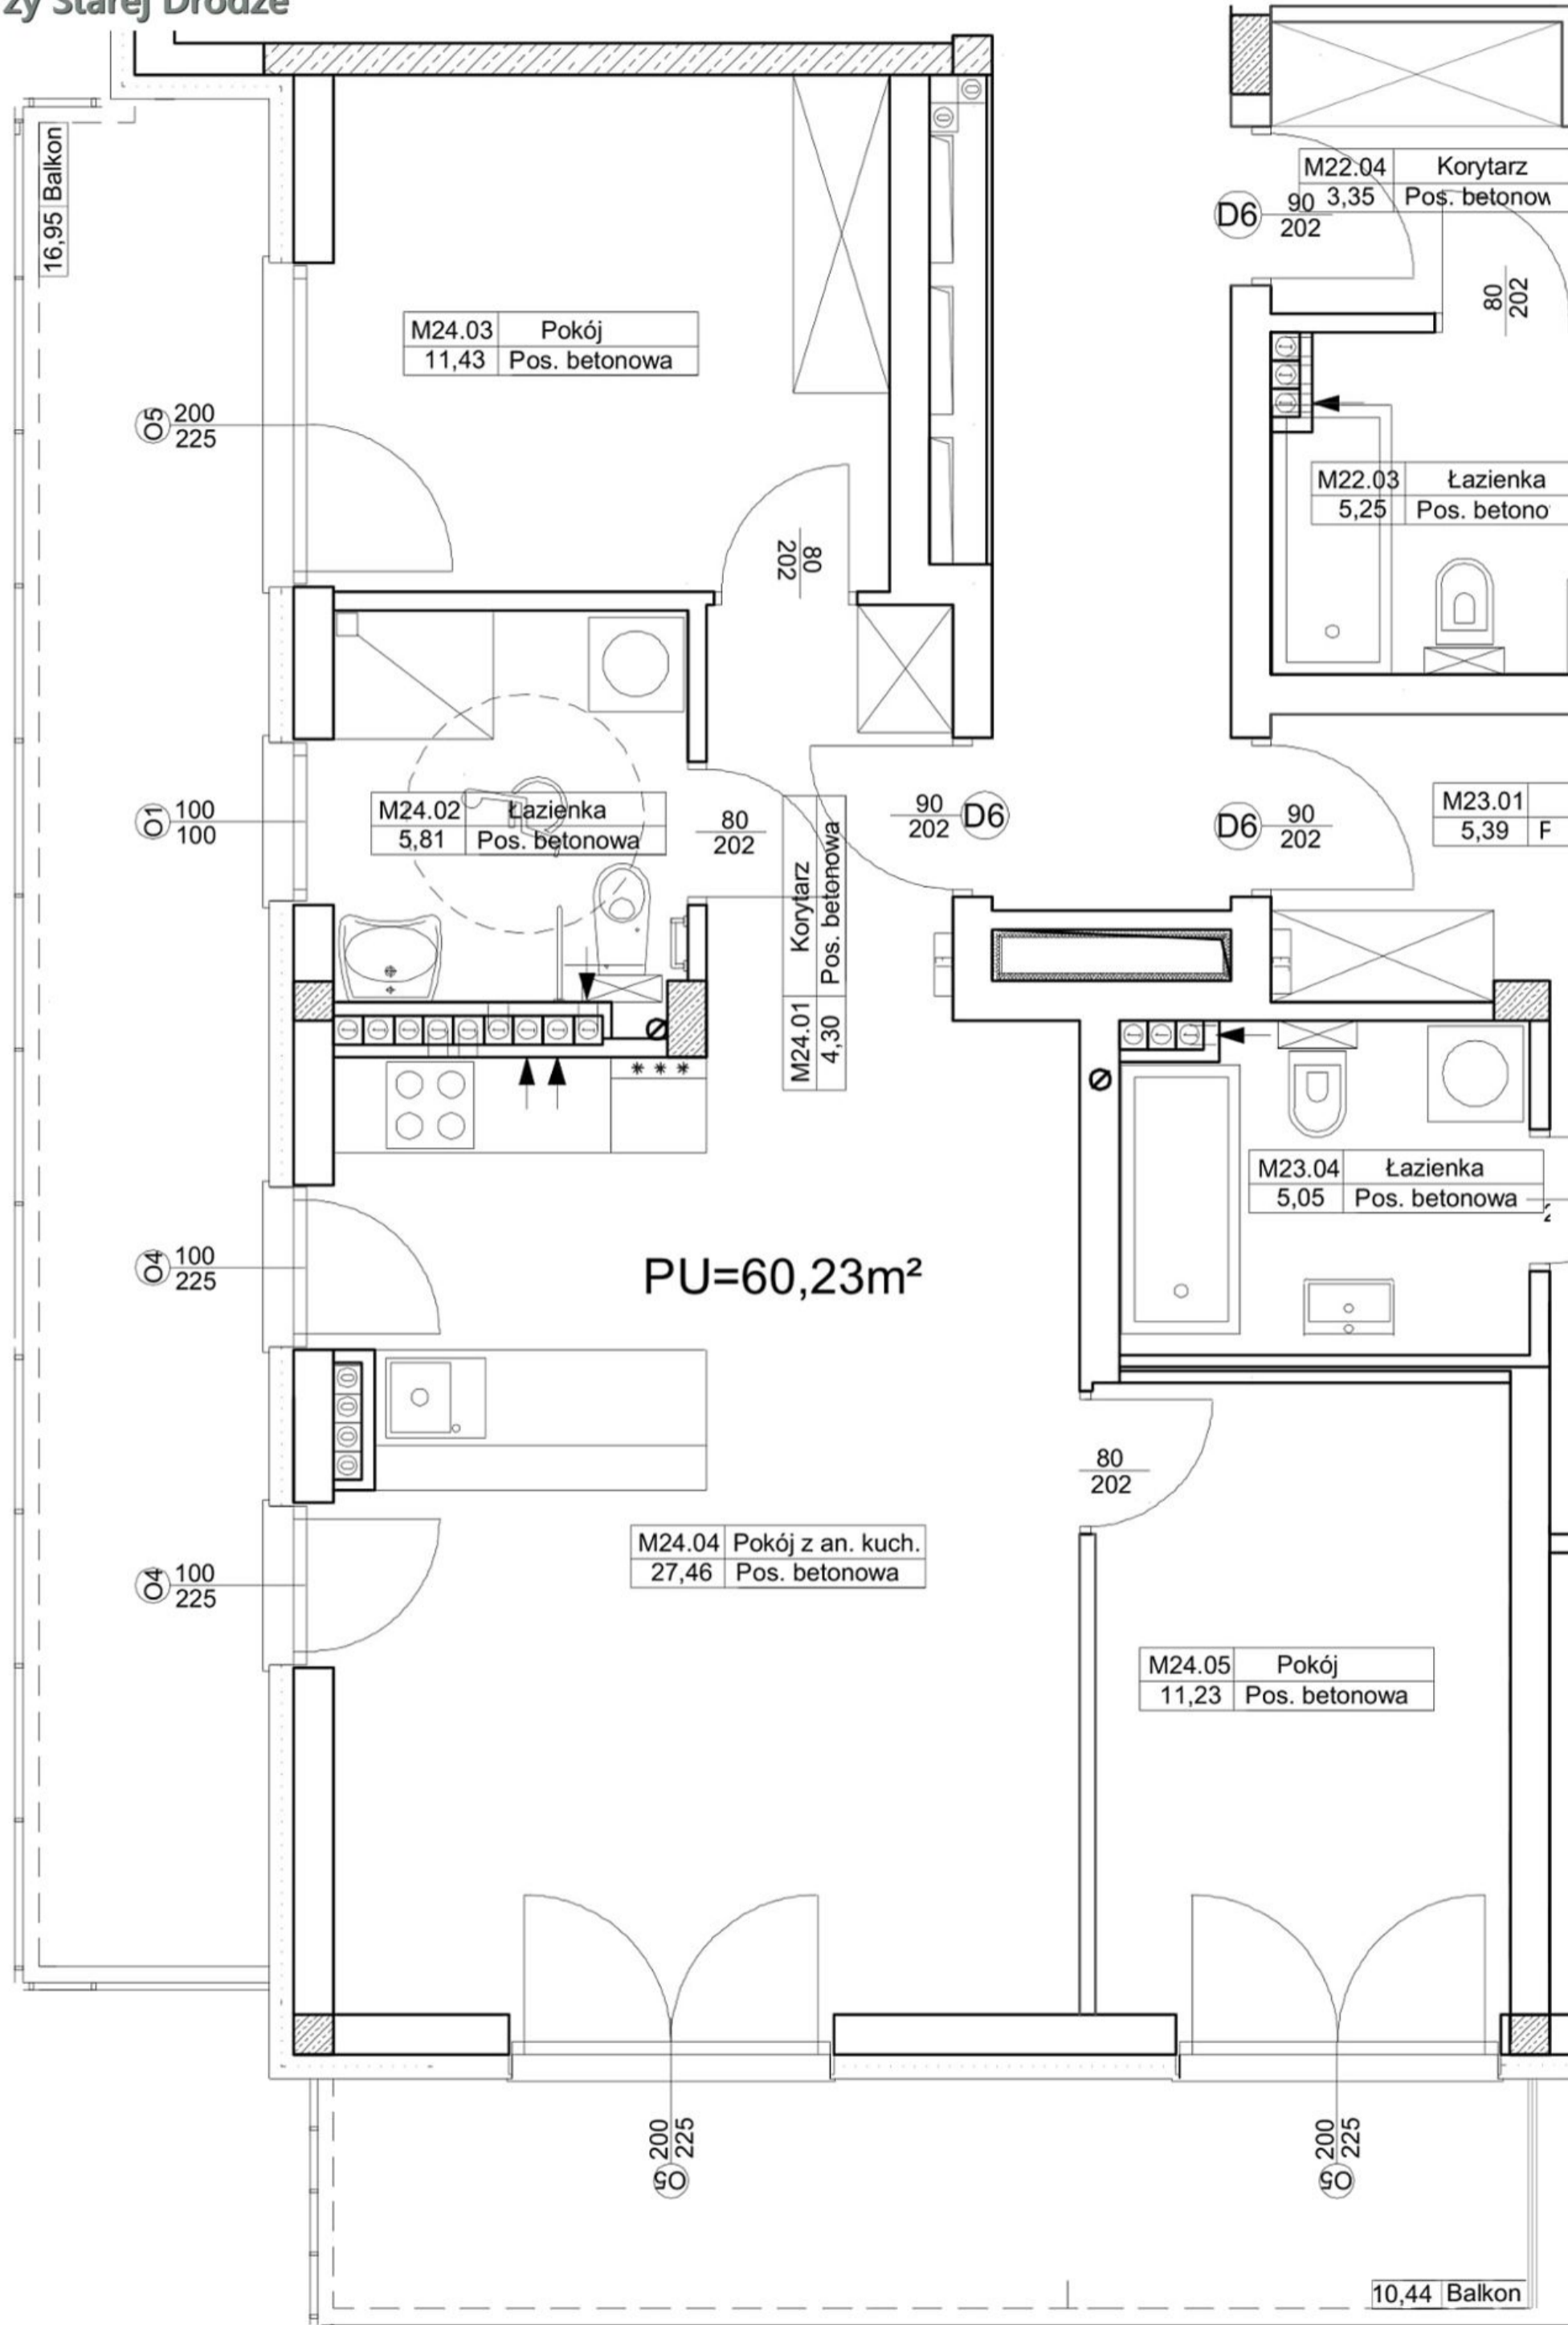 zy Starej Drodze
16,95 Balkon
M22.04 Korytarz
3,35 Pos. betonow
D6 90
202
80
202
M24.03 Pokój
11,43 Pos. betonowa
O5 200
225
M22.03 Łazienka
5,25 Pos. betono
80
202
M24.02 Łazienka
5,81 Pos. betonowa
O1 100
100
80
202
M24.01 Korytarz
4,30 Pos. betonowa
90
202 D6
D6 90
202
M23.01
5,39 F
* * *
M23.04 Łazienka
5,05 Pos. betonowa
O4 100
225
PU=60,23m²
80
202
M24.04 Pokój z an. kuch.
27,46 Pos. betonowa
O4 100
225
M24.05 Pokój
11,23 Pos. betonowa
200
225
O5
200
225
O5
10,44 Balkon